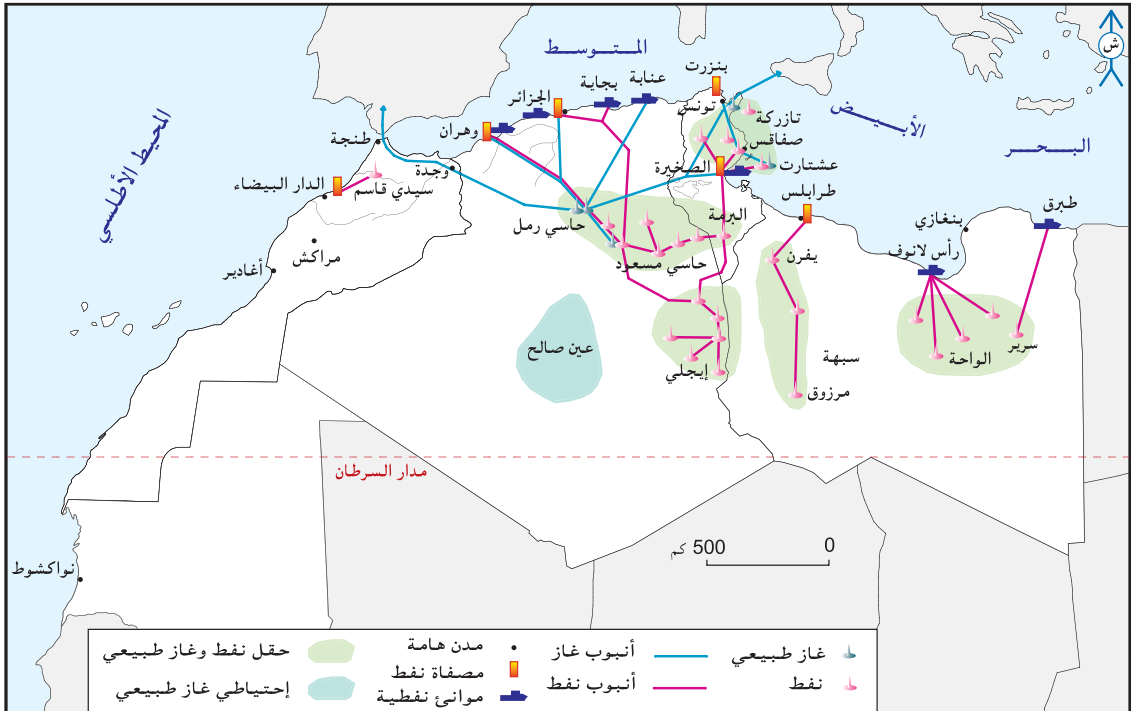 المتوسط
الأبيض
البحر
المحيط الأطلسي
ش
بنزرت
عنابة
بجاية
الجزائر
تونس
تازركة
وهران
صفاقس
طنجة
عشتارت
وجدة
الصخيرة
الدار البيضاء
سيدي قاسم
طرابلس
طبرق
حاسي رمل
البرمة
بنغازي
مراكش
حاسي مسعود
يفرن
رأس لانوف
أغادير
عين صالح
سرير
الواحة
سبهة
إيجلي
مرزوق
مدار السرطان
كم 500 0
نواكشوط
غاز طبيعي
أنبوب غاز
مدن هامة
حقل نفط وغاز طبيعي
نفط
أنبوب نفط
مصفاة نفط
موانئ نفطية
إحتياطي غاز طبيعي